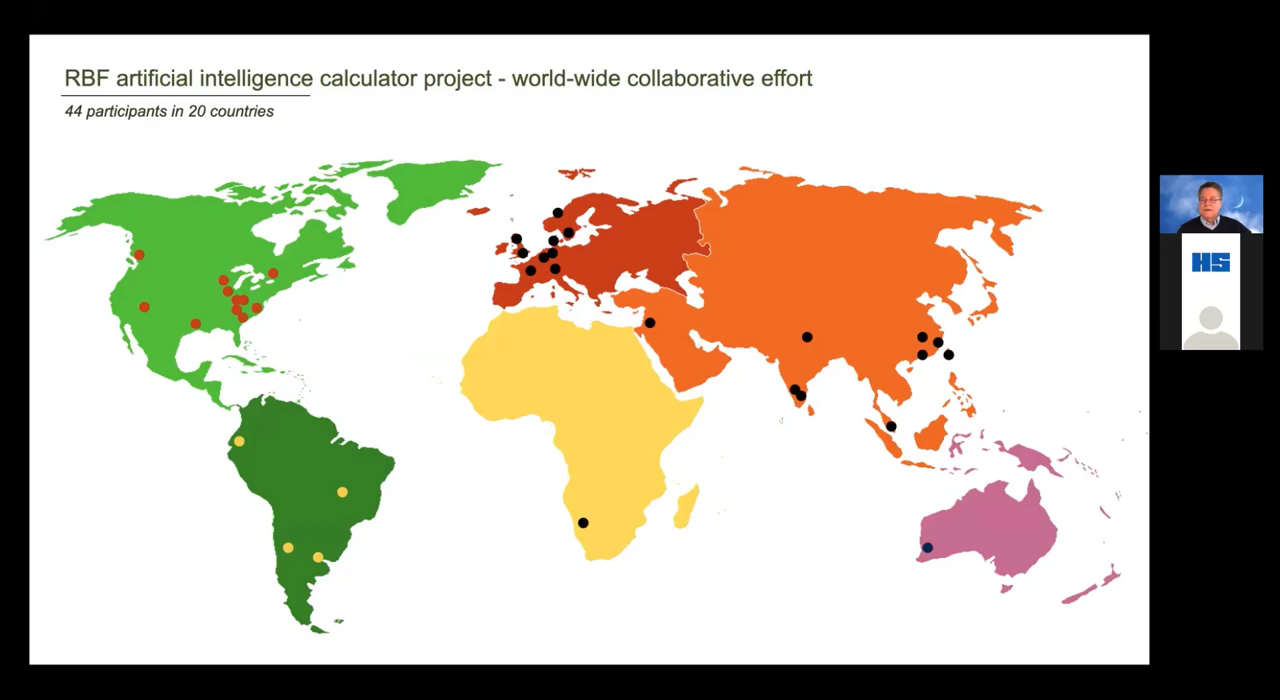 RBF artificial intelligence calculator project - world-wide collaborative effort
44 participants in 20 countries
HS